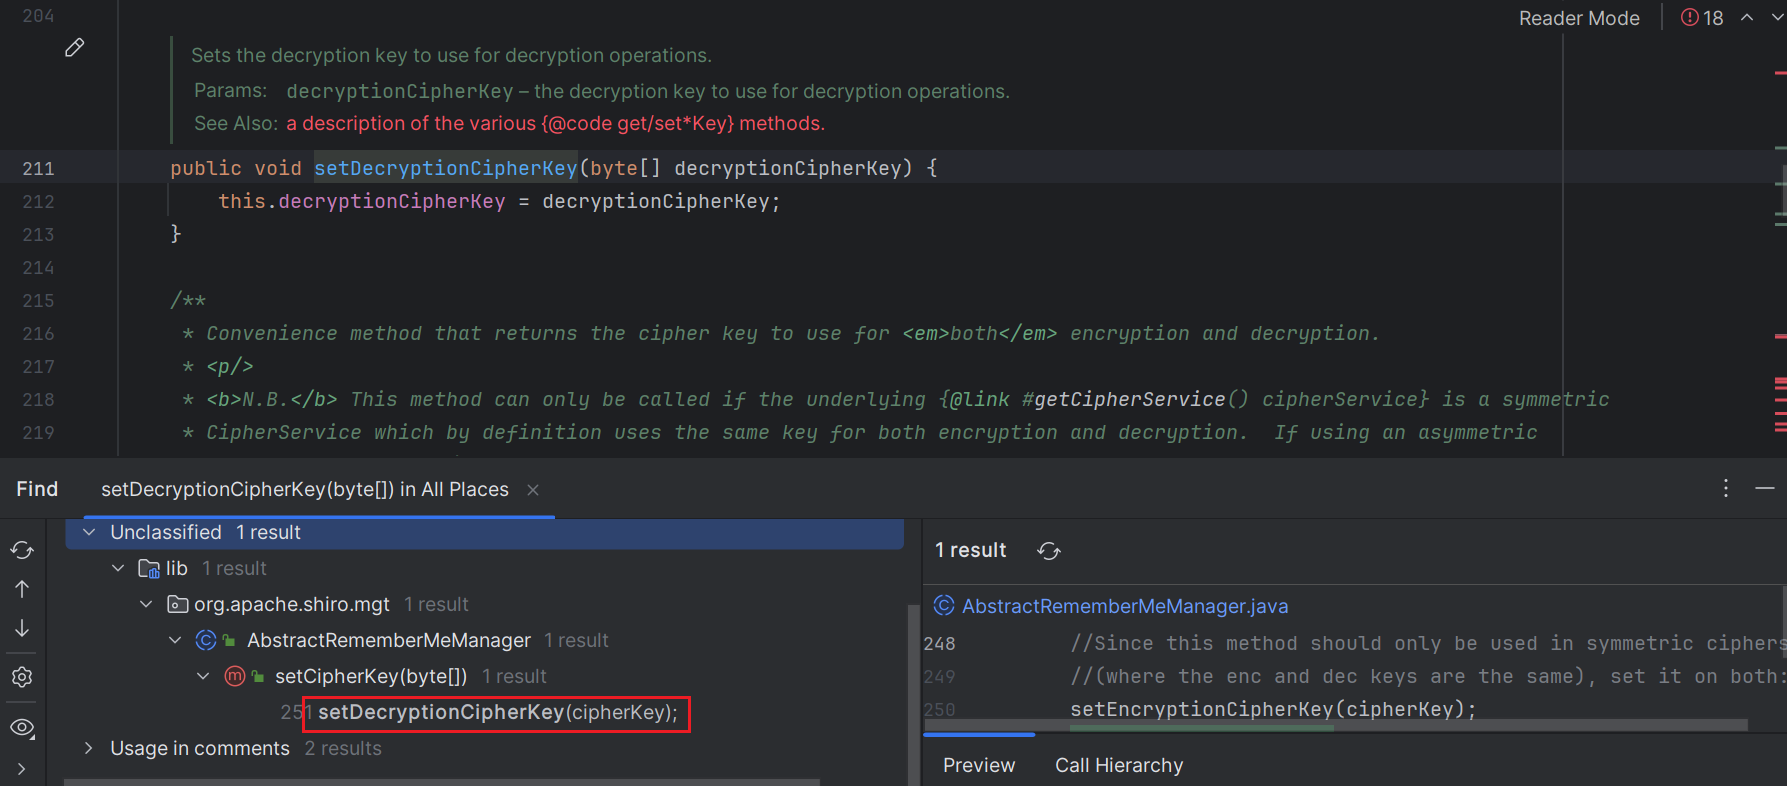 204
Reader Mode 18
Sets the decryption key to use for decryption operations.
Params: decryptionCipherKey – the decryption key to use for decryption operations.
See Also: a description of the various {@code get/set*Key} methods.
211 public void setDecryptionCipherKey(byte[] decryptionCipherKey) {
212 this.decryptionCipherKey = decryptionCipherKey;
213 }
214
215 /**
216 * Convenience method that returns the cipher key to use for <em>both</em> encryption and decryption.
217 * <p/>
218 * <b>N.B.</b> This method can only be called if the underlying {@link #getCipherService() cipherService} is a symmetric
219 * CipherService which by definition uses the same key for both encryption and decryption.  If using an asymmetric
Find setDecryptionCipherKey(byte[]) in All Places
Unclassified 1 result
lib 1 result
org.apache.shiro.mgt 1 result
AbstractRememberMeManager 1 result
setCipherKey(byte[]) 1 result
251 setDecryptionCipherKey(cipherKey);
Usage in comments 2 results
1 result
AbstractRememberMeManager.java
248 //Since this method should only be used in symmetric ciphers
249 //(where the enc and dec keys are the same), set it on both:
250 setEncryptionCipherKey(cipherKey);
Preview Call Hierarchy